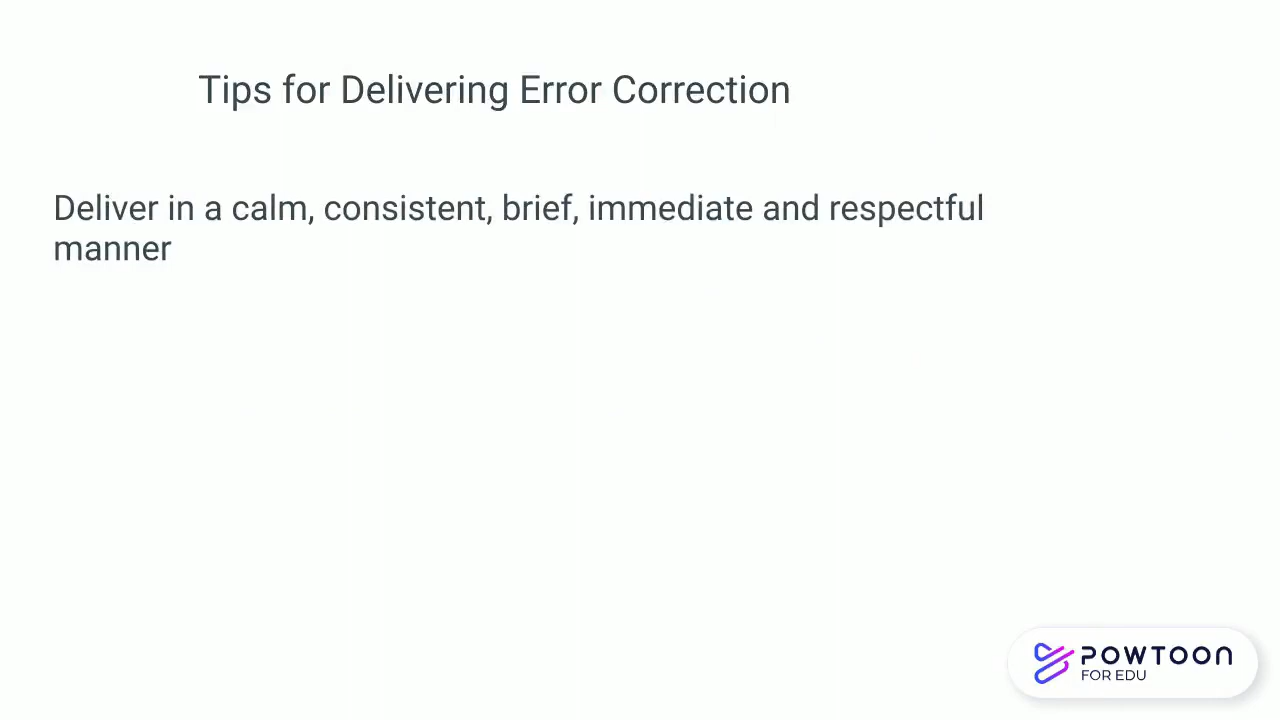 Tips for Delivering Error Correction
Deliver in a calm, consistent, brief, immediate and respectful
manner
POWTOON
FOR EDU